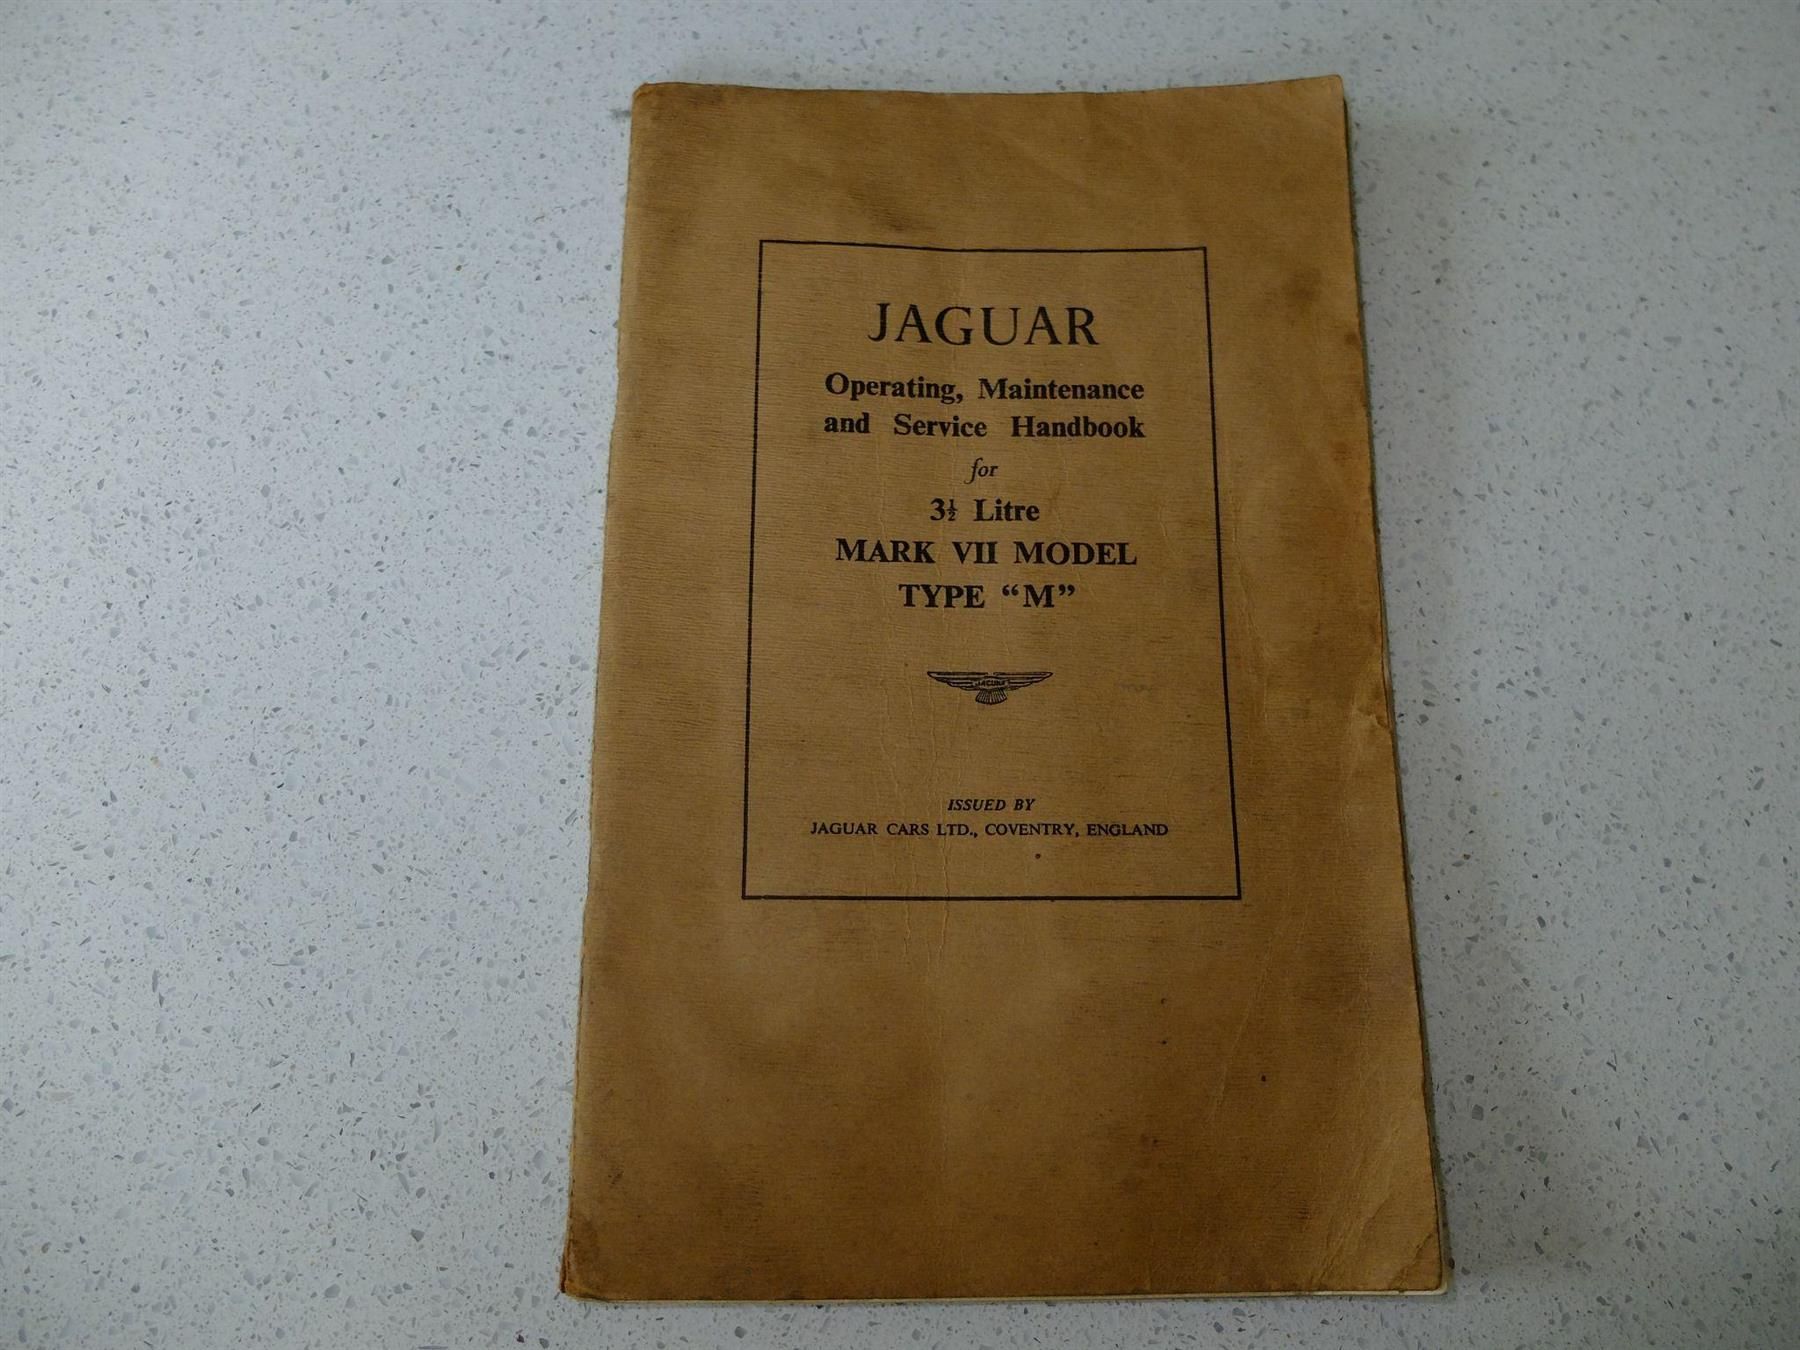 JAGUAR
Operating, Maintenance
and Service Handbook
for
3½ Litre
MARK VII MODEL
TYPE “M”
JAGUAR
ISSUED BY
JAGUAR CARS LTD., COVENTRY, ENGLAND